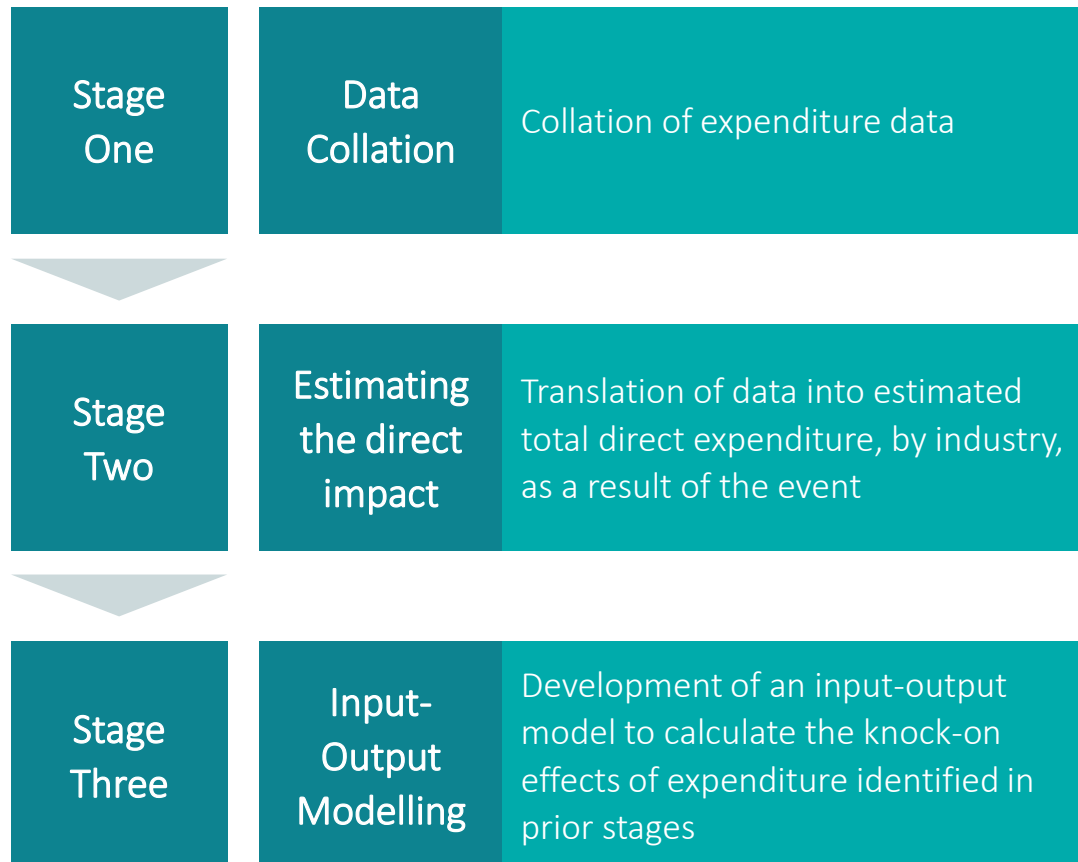 Stage
One
Data
Collation
Collation of expenditure data
Stage
Two
Estimating
the direct
impact
Translation of data into estimated
total direct expenditure, by industry,
as a result of the event
Stage
Three
Input-
Output
Modelling
Development of an input-output
model to calculate the knock-on
effects of expenditure identified in
prior stages